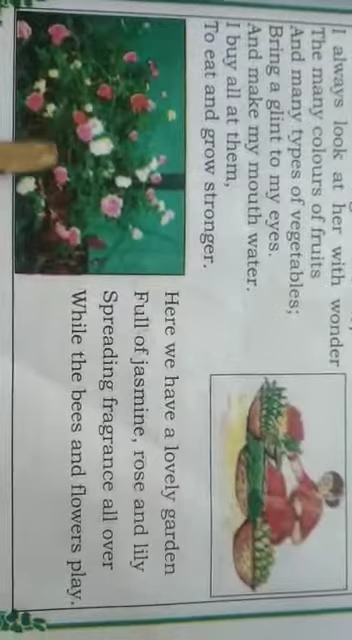 I always look at her with wonder
The many colours of fruits
And many types of vegetables;
Bring a glint to my eyes.
And make my mouth water.
I buy all at them,
To eat and grow stronger.
Here we have a lovely garden
Full of jasmine, rose and lily
Spreading fragrance all over
While the bees and flowers play.